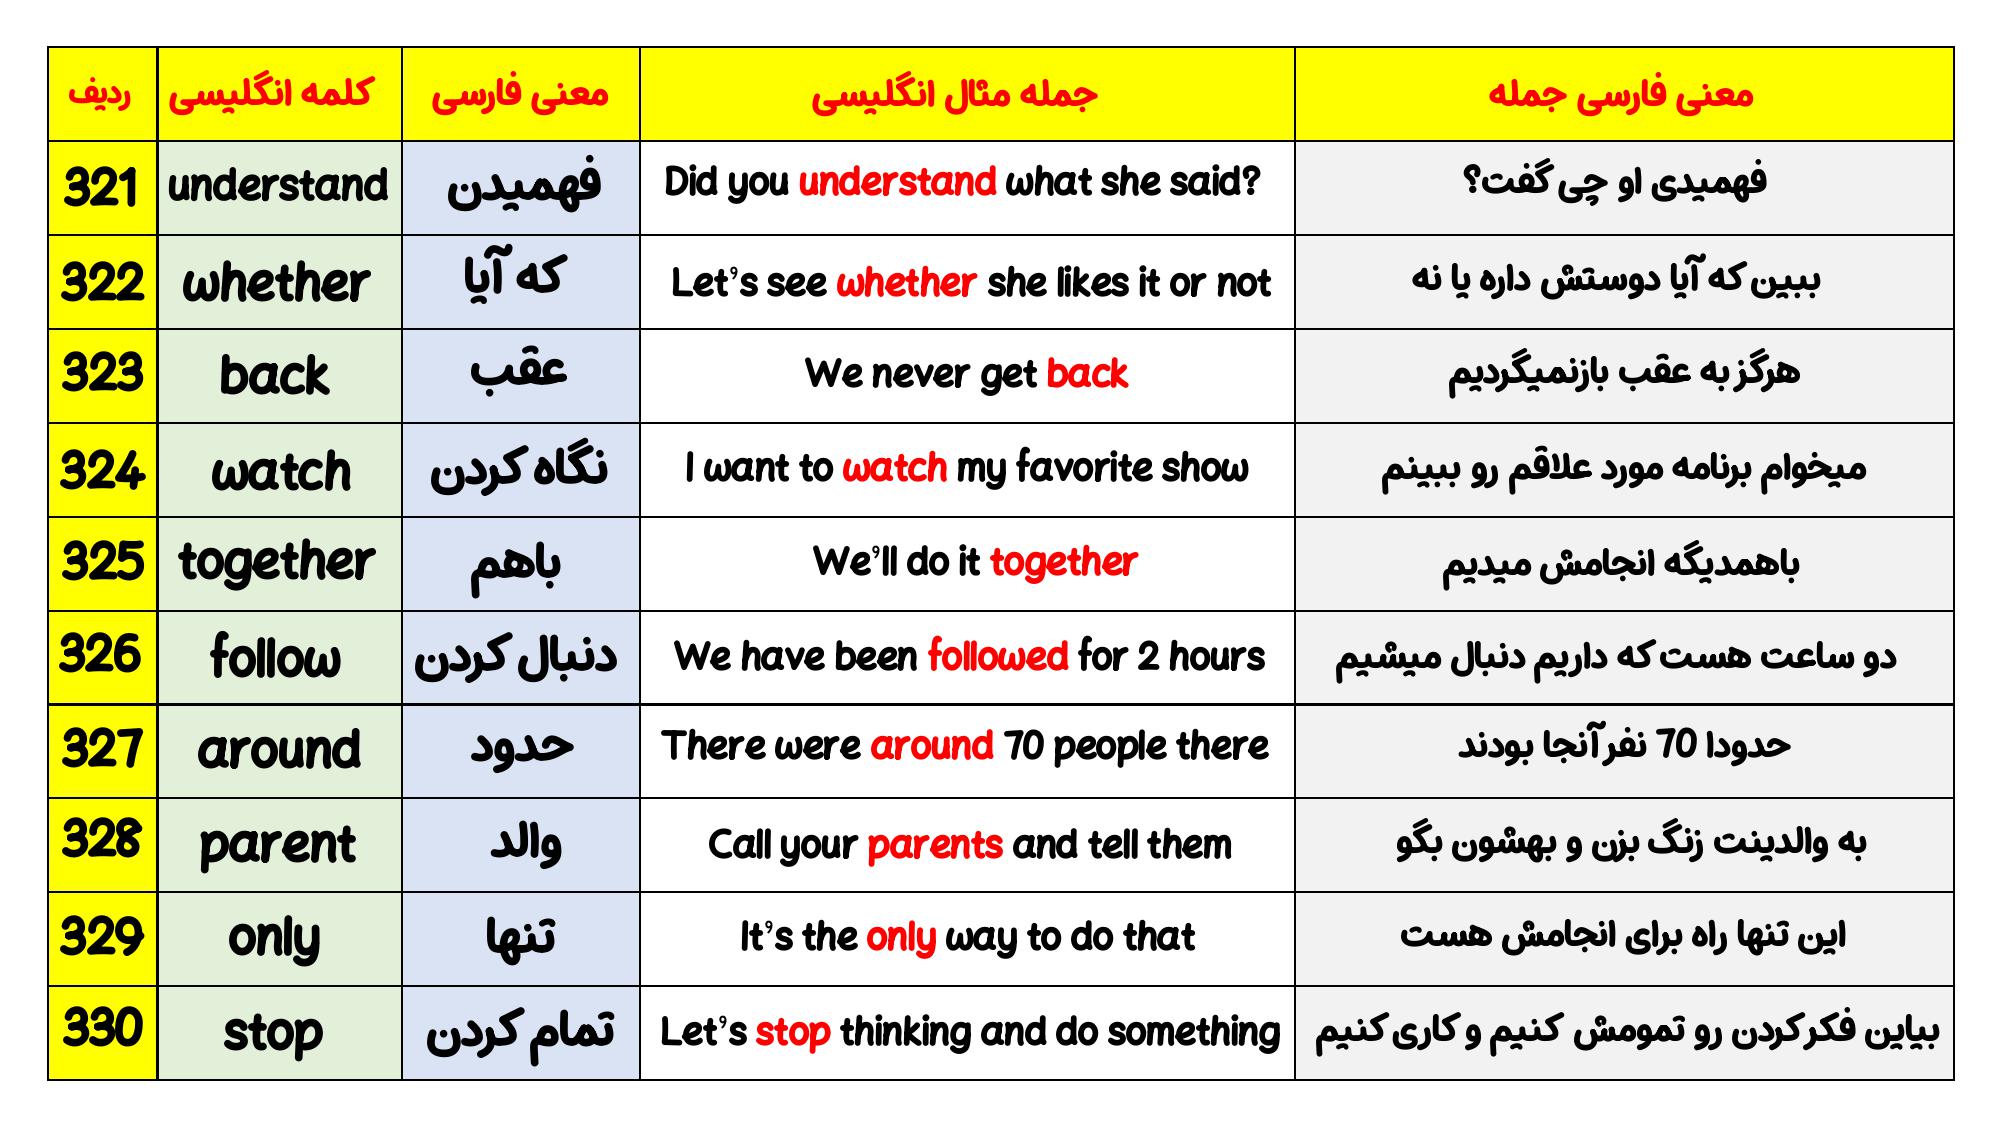 ردیف	کلمه انگلیسی	معنی فارسی	جمله مثال انگلیسی	معنی فارسی جمله
321	understand	فهمیدن	Did you understand what she said?	فهمیدی او چی گفت؟
322	whether	که آیا	Let's see whether she likes it or not	ببین که آیا دوستش داره یا نه
323	back	عقب	We never get back	هرگز به عقب بازنمیگردیم
324	watch	نگاه کردن	I want to watch my favorite show	میخوام برنامه مورد علاقم رو ببینم
325	together	باهم	We'll do it together	باهمدیگه انجامش میدیم
326	follow	دنبال کردن	We have been followed for 2 hours	دو ساعت هست که داریم دنبال میشیم
327	around	حدود	There were around 70 people there	حدودا 70 نفر آنجا بودند
328	parent	والد	Call your parents and tell them	به والدینت زنگ بزن و بهشون بگو
329	only	تنها	It's the only way to do that	این تنها راه برای انجامش هست
330	stop	تمام کردن	Let's stop thinking and do something	بیاین فکر کردن رو تمومش کنیم و کاری کنیم